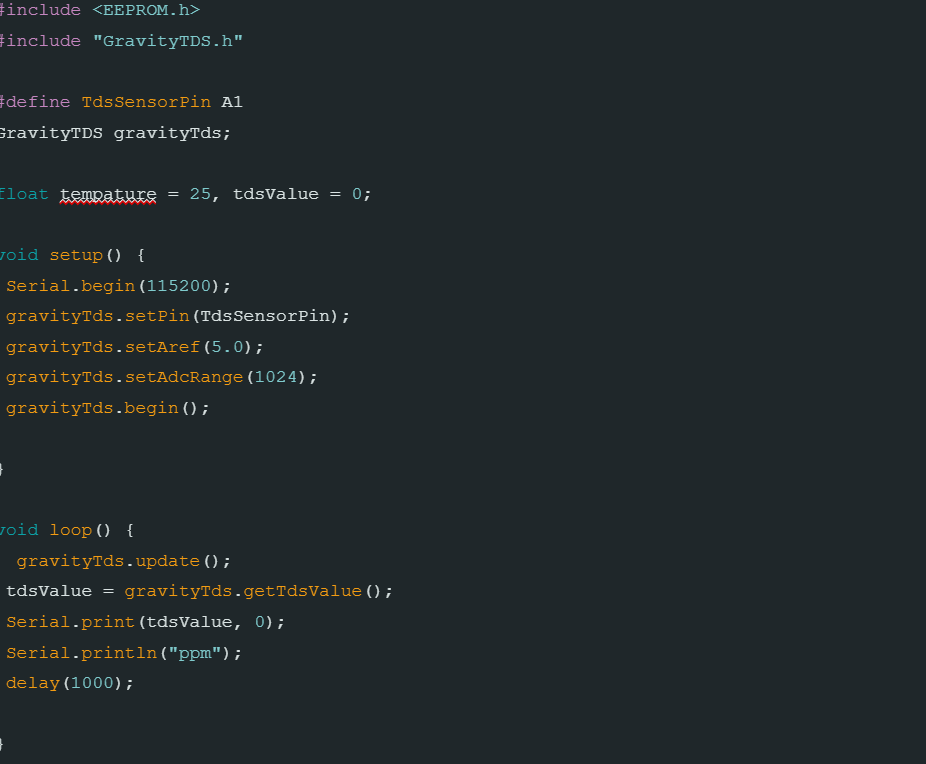 #include <EEPROM.h>
#include "GravityTDS.h"
#define TdsSensorPin A1
GravityTDS gravityTds;
float tempature = 25, tdsValue = 0;
void setup() {
Serial.begin(115200);
gravityTds.setPin(TdsSensorPin);
gravityTds.setAref(5.0);
gravityTds.setAdcRange(1024);
gravityTds.begin();
}
void loop() {
gravityTds.update();
tdsValue = gravityTds.getTdsValue();
Serial.print(tdsValue, 0);
Serial.println("ppm");
delay(1000);
}